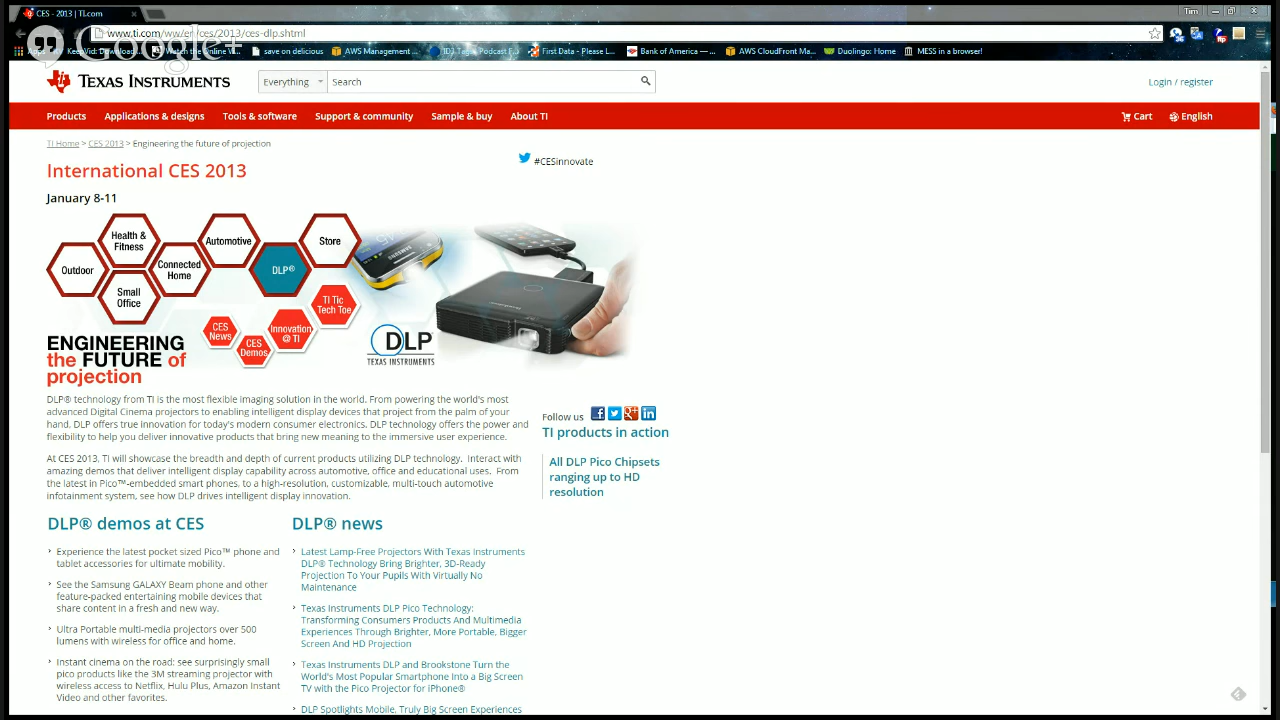 CES - 2013 | TI.com
Tim
www.ti.com/ww/en/ces/2013/ces-dlp.shtml
Google+
save on delicious
AWS Management ...
First Data - Please L...
Bank of America — ...
AWS CloudFront Ma...
Duolingo: Home
MESS in a browser!
TEXAS INSTRUMENTS
Everything
Search
Login / register
Products
Applications & designs
Tools & software
Support & community
Sample & buy
About TI
Cart
English
TI Home > CES 2013 > Engineering the future of projection
#CESinnovate
International CES 2013
January 8-11
Health &
Fitness
Automotive
Store
Outdoor
Connected
Home
DLP®
Small
Office
TI Tic
Tech Toe
CES
News
Innovation
@ TI
CES
Demos
ENGINEERING
the FUTURE of
projection
DLP
TEXAS INSTRUMENTS
DLP® technology from TI is the most flexible imaging solution in the world. From powering the world's most
advanced Digital Cinema projectors to enabling intelligent display devices that project from the palm of your
hand, DLP offers true innovation for today's modern consumer electronics. DLP technology offers the power and
flexibility to help you deliver innovative products that bring new meaning to the immersive user experience.
At CES 2013, TI will showcase the breadth and depth of current products utilizing DLP technology. Interact with
amazing demos that deliver intelligent display capability across automotive, office and educational uses. From
the latest in Pico™-embedded smart phones, to a high-resolution, customizable, multi-touch automotive
infotainment system, see how DLP drives intelligent display innovation.
Follow us
TI products in action
All DLP Pico Chipsets
ranging up to HD
resolution
DLP® demos at CES
Experience the latest pocket sized Pico™ phone and
tablet accessories for ultimate mobility.
See the Samsung GALAXY Beam phone and other
feature-packed entertaining mobile devices that
share content in a fresh and new way.
Ultra Portable multi-media projectors over 500
lumens with wireless for office and home.
Instant cinema on the road: see surprisingly small
pico products like the 3M streaming projector with
wireless access to Netflix, Hulu Plus, Amazon Instant
Video and other favorites.
DLP® news
Latest Lamp-Free Projectors With Texas Instruments
DLP® Technology Bring Brighter, 3D-Ready
Projection To Your Pupils With Virtually No
Maintenance
Texas Instruments DLP Pico Technology:
Transforming Consumers Products And Multimedia
Experiences Through Brighter, More Portable, Bigger
Screen And HD Projection
Texas Instruments DLP and Brookstone Turn the
World's Most Popular Smartphone Into a Big Screen
TV with the Pico Projector for iPhone®
DLP Spotlights Mobile, Truly Big Screen Experiences